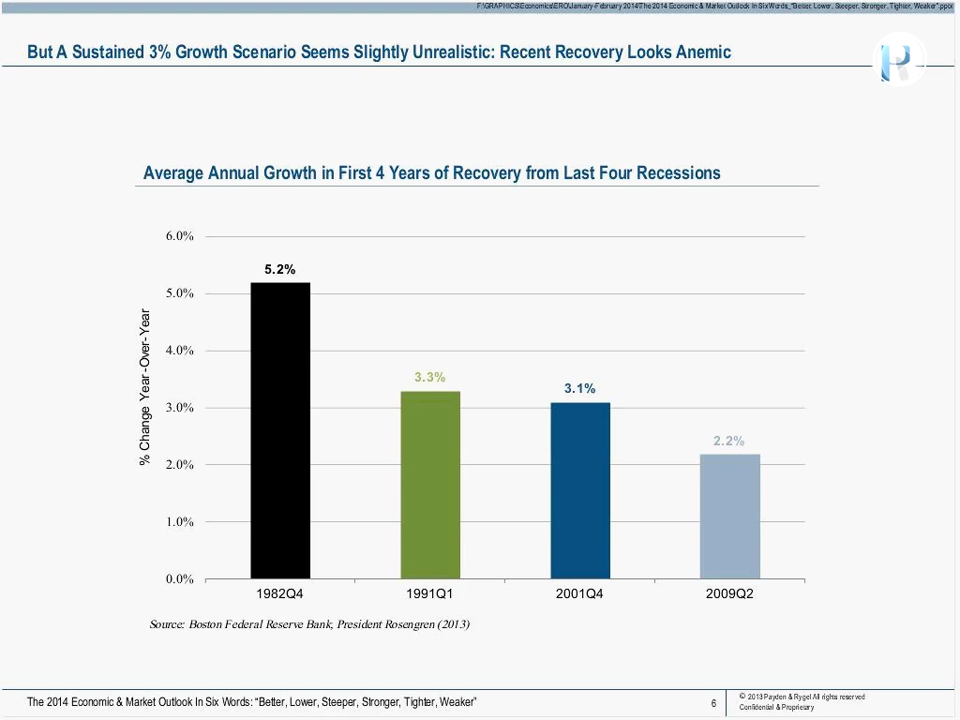 F:\GRAPHICS\Economics\ERO\January-February 2014\The 2014 Economic & Market Outlook In Six Words_"Better, Lower, Steeper, Stronger, Tighter, Weaker".pptx
But A Sustained 3% Growth Scenario Seems Slightly Unrealistic: Recent Recovery Looks Anemic
Average Annual Growth in First 4 Years of Recovery from Last Four Recessions
% Change Year-Over-Year
6.0%
5.0%
4.0%
3.0%
2.0%
1.0%
0.0%
5.2%
3.3%
3.1%
2.2%
1982Q4
1991Q1
2001Q4
2009Q2
Source: Boston Federal Reserve Bank, President Rosengren (2013)
The 2014 Economic & Market Outlook In Six Words: “Better, Lower, Steeper, Stronger, Tighter, Weaker”
6
© 2013 Payden & Rygel All rights reserved
Confidential & Proprietary